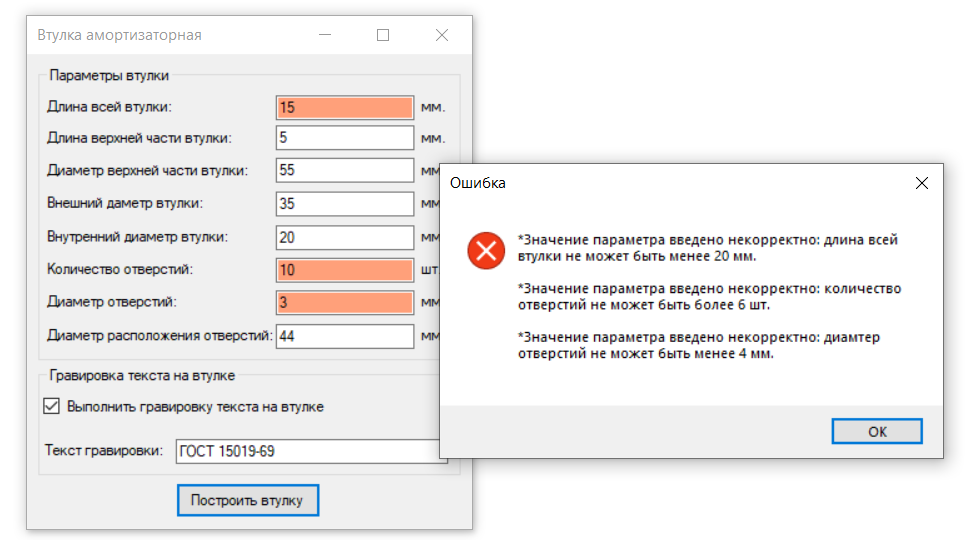 Втулка амортизаторная
Параметры втулки
Длина всей втулки: 15 мм.
Длина верхней части втулки: 5 мм.
Диаметр верхней части втулки: 55 мм
Внешний даметр втулки: 35 мм
Внутренний диаметр втулки: 20 мм
Количество отверстий: 10 шт
Диаметр отверстий: 3 мм
Диаметр расположения отверстий: 44 мм
Гравировка текста на втулке
Выполнить гравировку текста на втулке
Текст гравировки: ГОСТ 15019-69
Построить втулку
Ошибка
*Значение параметра введено некорректно: длина всей
втулки не может быть менее 20 мм.
*Значение параметра введено некорректно: количество
отверстий не может быть более 6 шт.
*Значение параметра введено некорректно: диамтер
отверстий не может быть менее 4 мм.
ОК